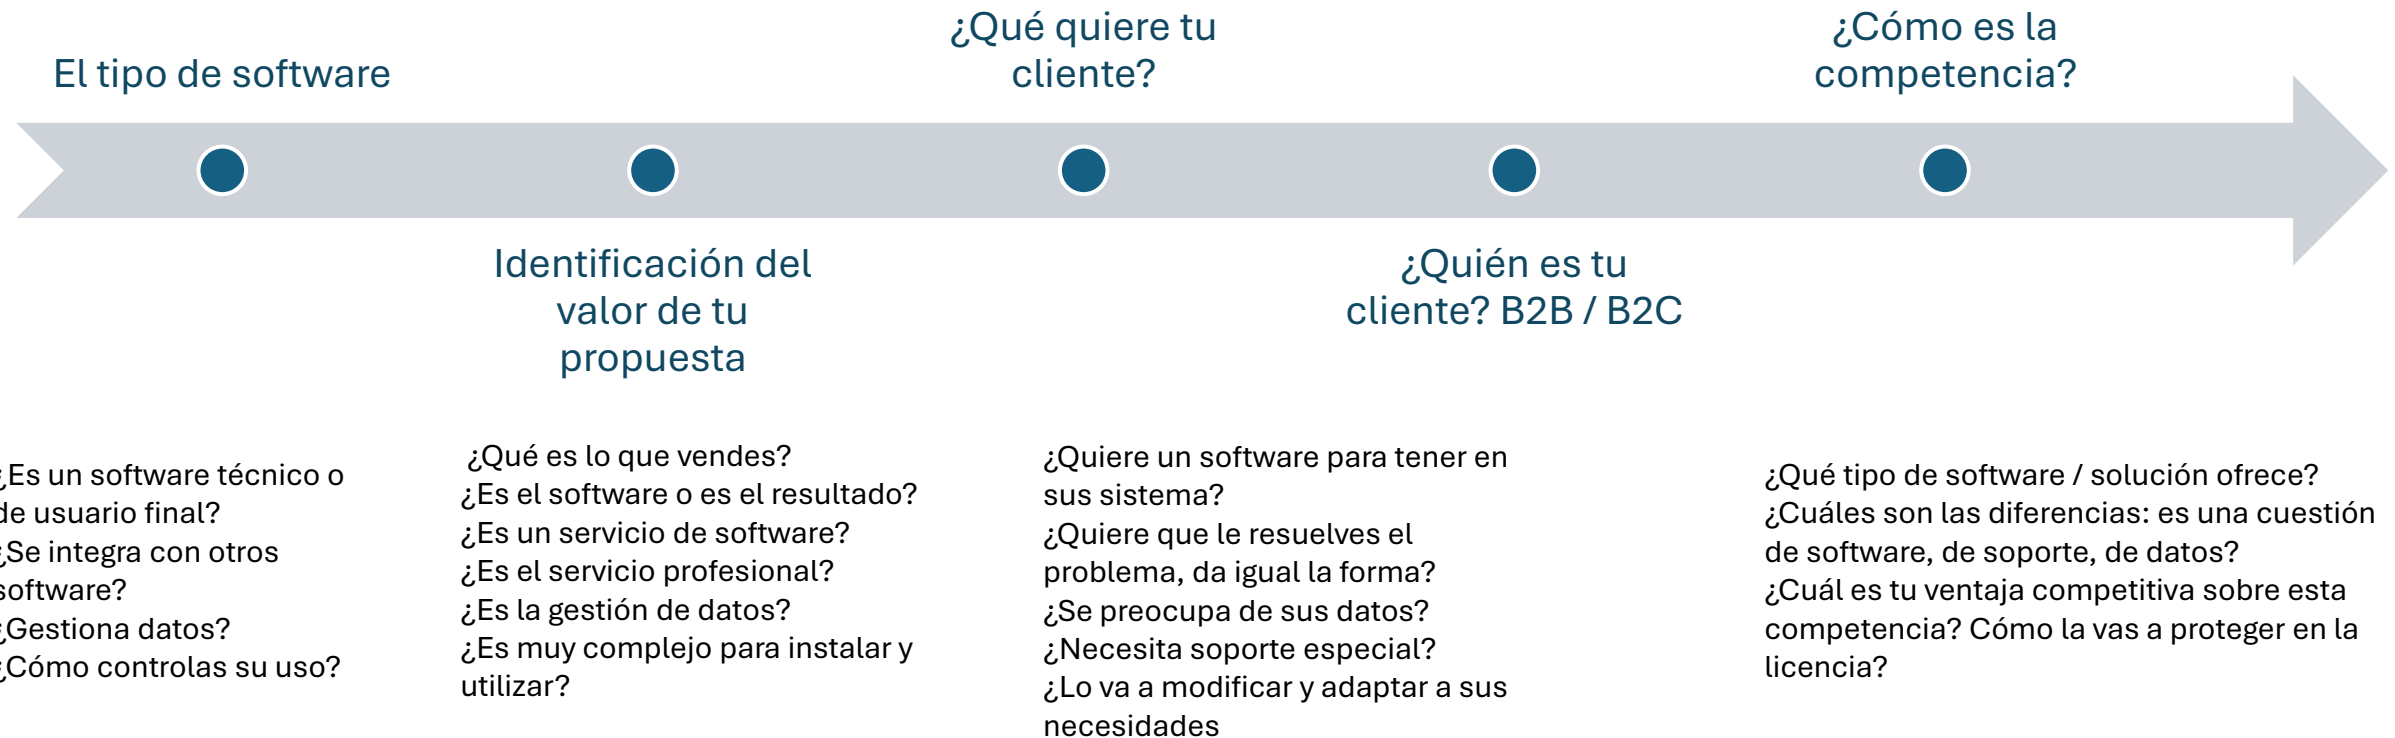 El tipo de software
Identificación del
valor de tu
propuesta
¿Qué quiere tu
cliente?
¿Quién es tu
cliente? B2B / B2C
¿Cómo es la
competencia?
¿Es un software técnico o
de usuario final?
¿Se integra con otros
software?
¿Gestiona datos?
¿Cómo controlas su uso?
¿Qué es lo que vendes?
¿Es el software o es el resultado?
¿Es un servicio de software?
¿Es el servicio profesional?
¿Es la gestión de datos?
¿Es muy complejo para instalar y
utilizar?
¿Quiere un software para tener en
sus sistema?
¿Quiere que le resuelves el
problema, da igual la forma?
¿Se preocupa de sus datos?
¿Necesita soporte especial?
¿Lo va a modificar y adaptar a sus
necesidades
¿Qué tipo de software / solución ofrece?
¿Cuáles son las diferencias: es una cuestión
de software, de soporte, de datos?
¿Cuál es tu ventaja competitiva sobre esta
competencia? Cómo la vas a proteger en la
licencia?